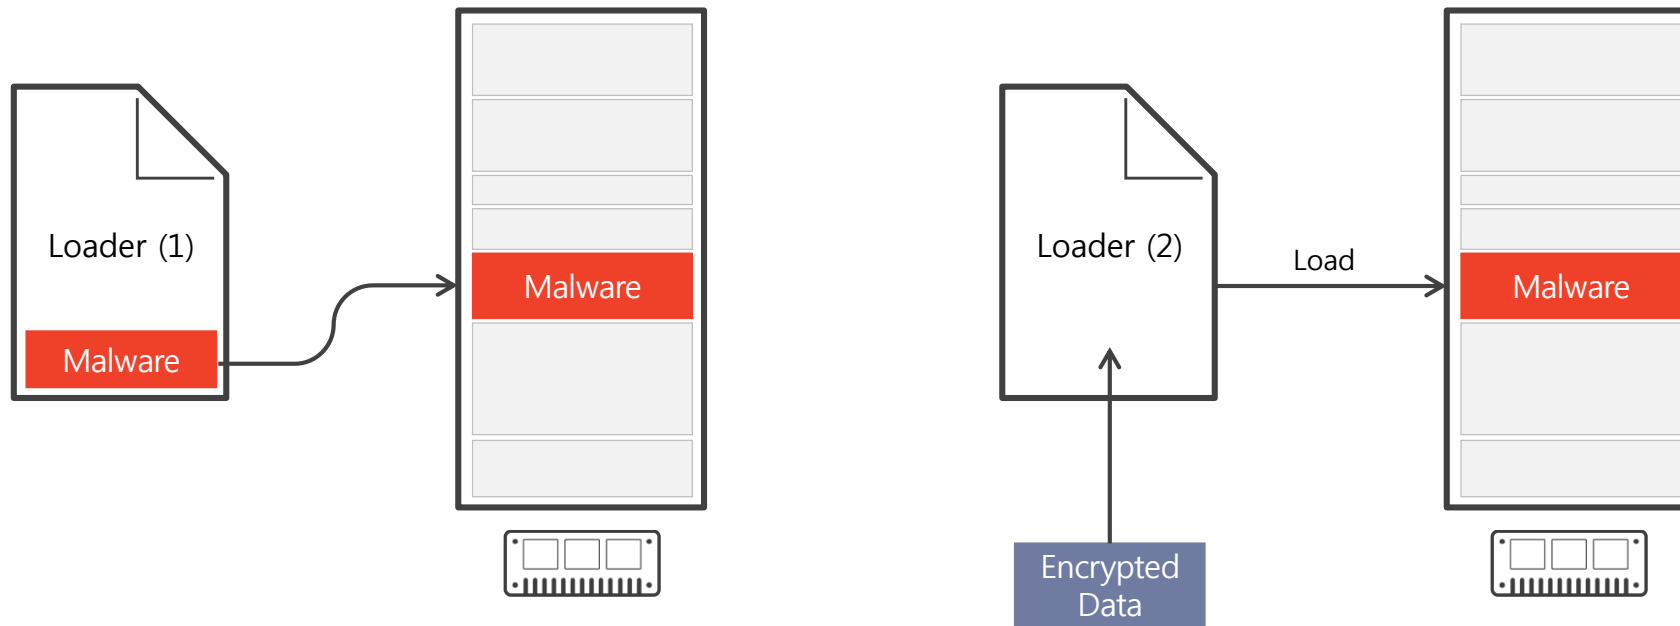 Loader (1)
Malware
Malware
Loader (2)
Load
Malware
Encrypted
Data